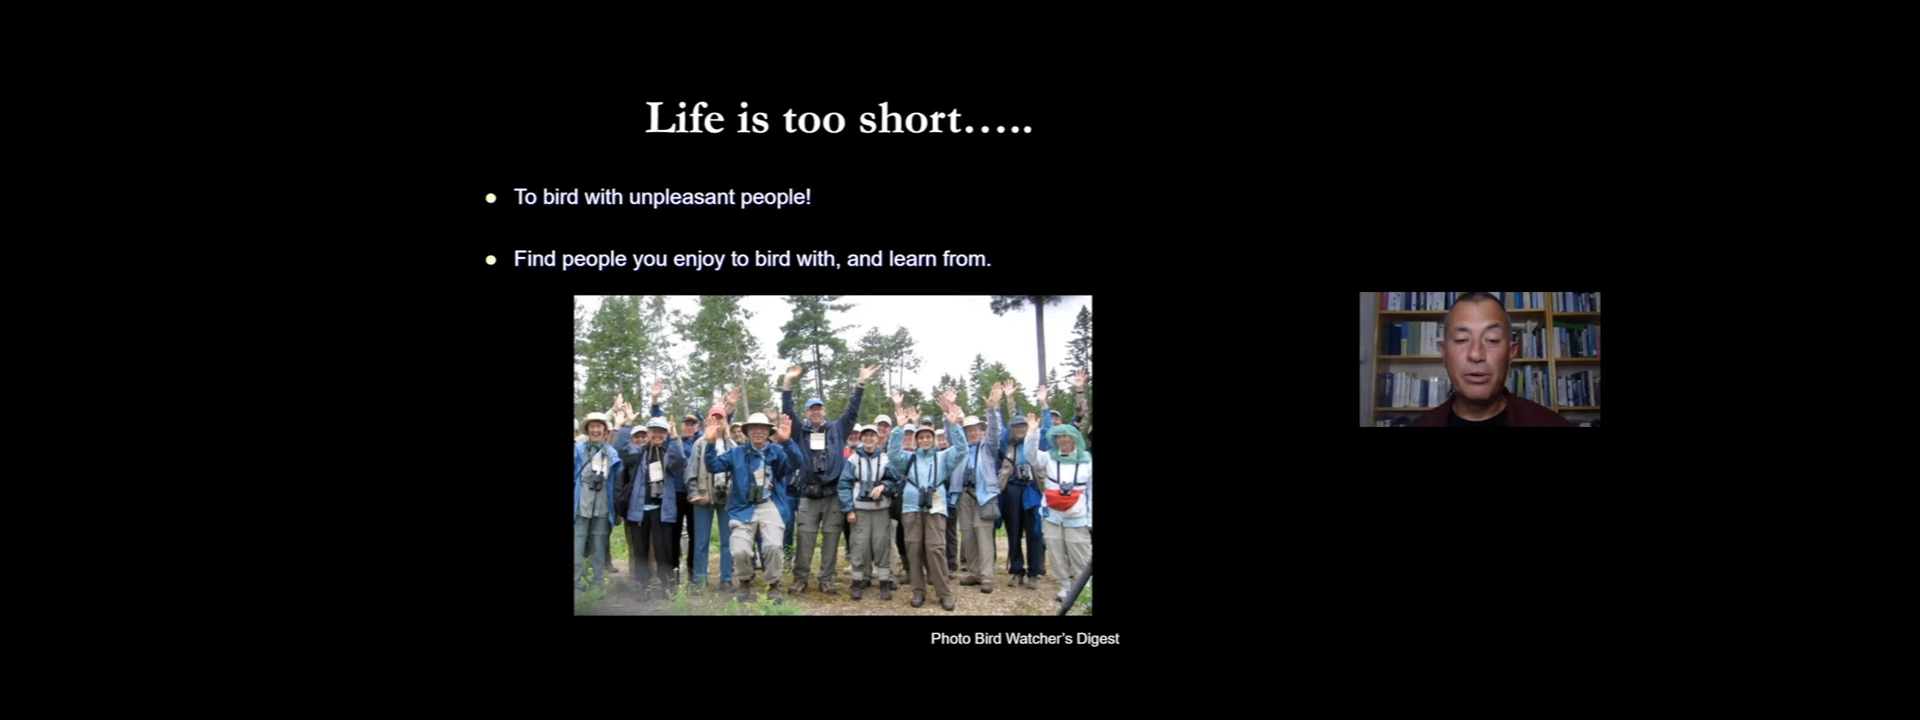 Life is too short.....
● To bird with unpleasant people!
● Find people you enjoy to bird with, and learn from.
Photo Bird Watcher's Digest